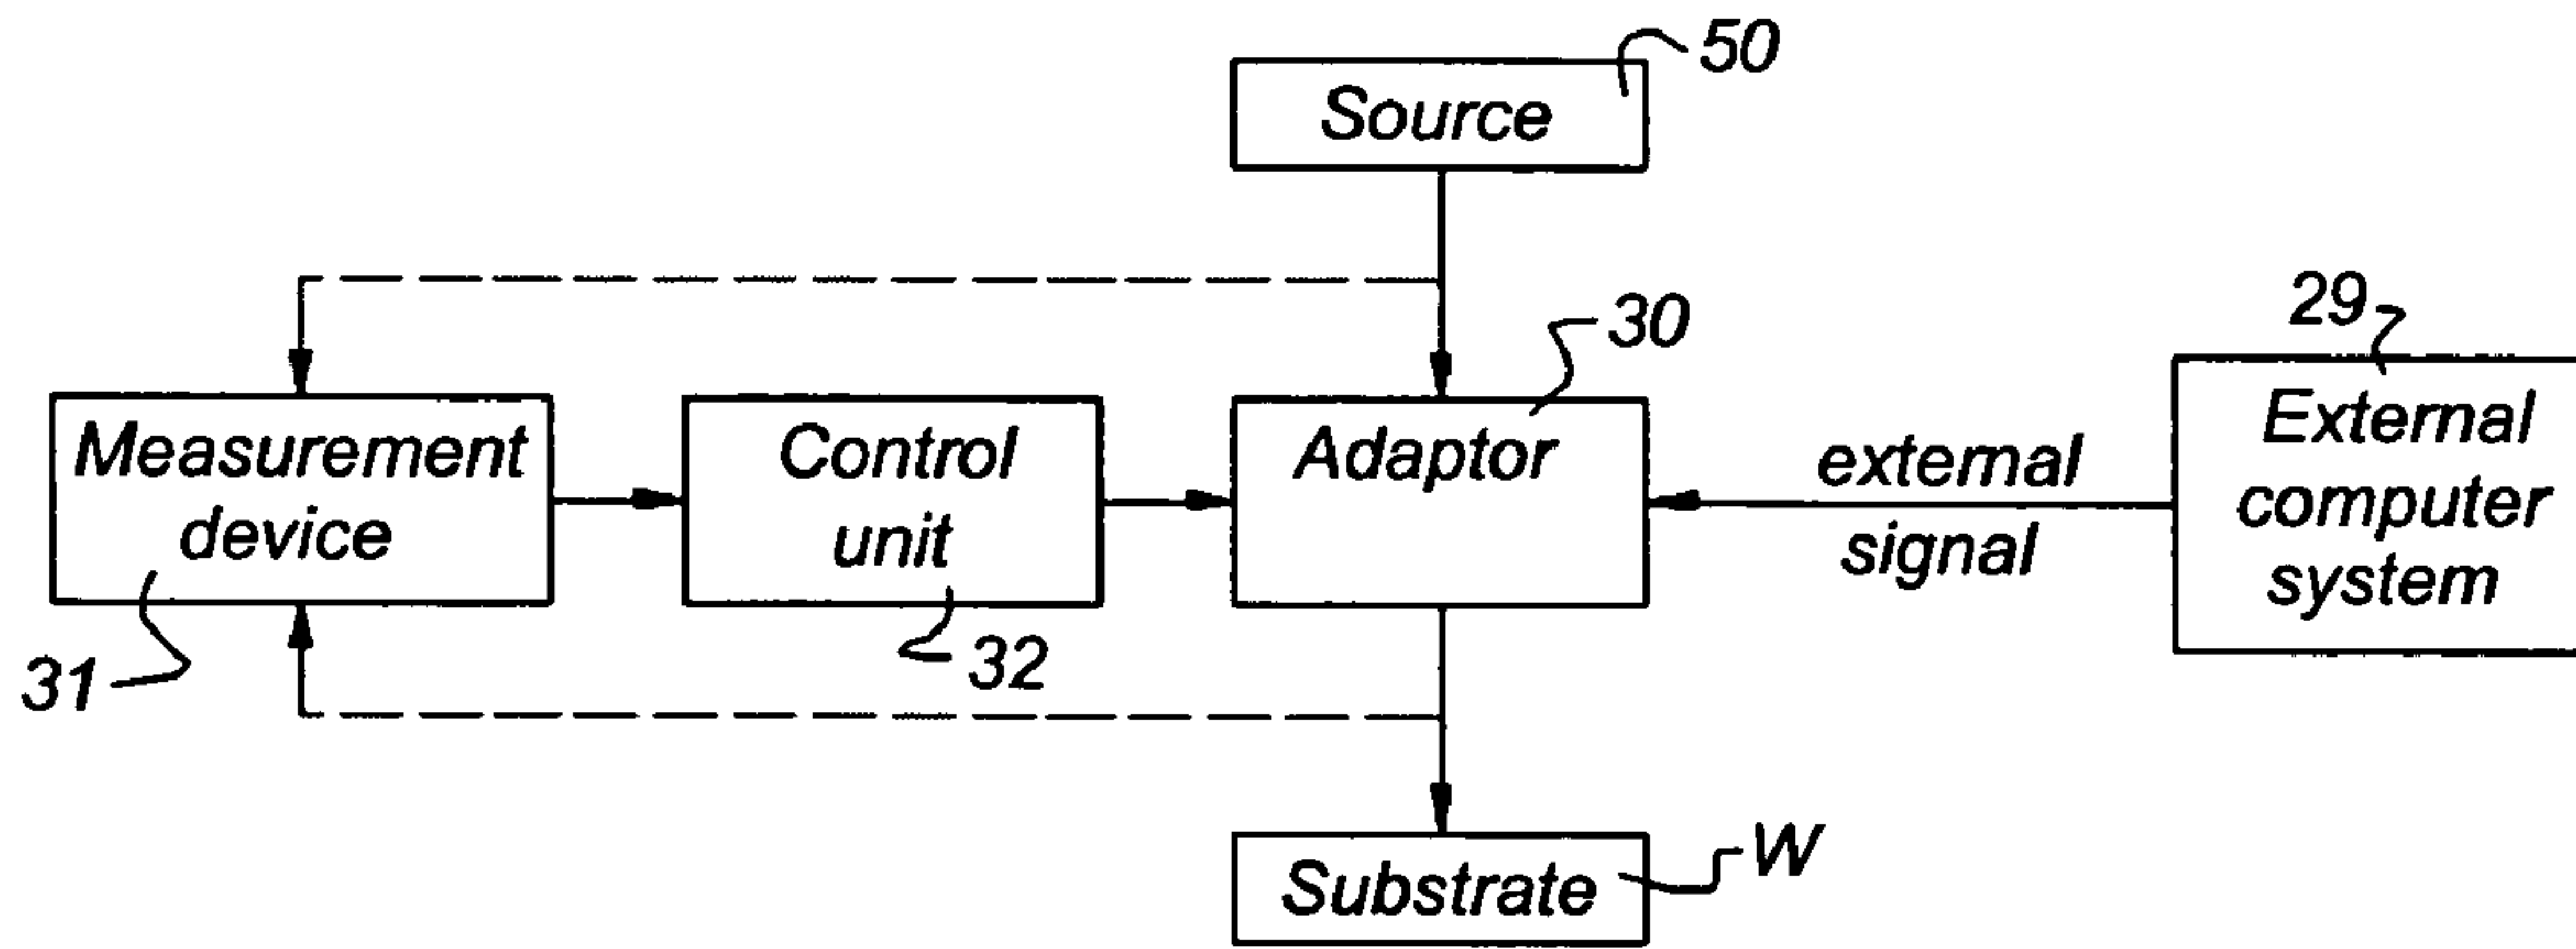 50
Source
30
29
Measurement
device
Control
unit
Adaptor
external
signal
External
computer
system
31
32
W
Substrate